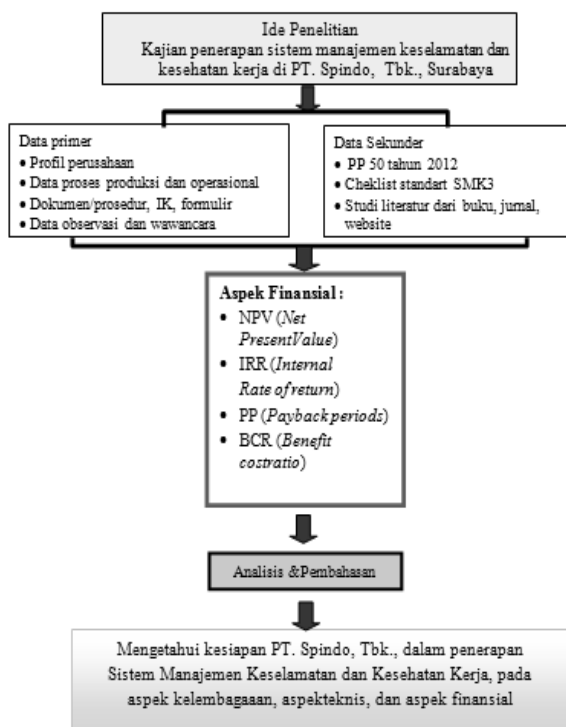 Ide Penelitian
Kajian penerapan sistem manajemen keselamatan dan
kesehatan kerja di PT. Spindo, Tbk., Surabaya
Data primer
• Profil perusahaan
• Data proses produksi dan operasional
• Dokumen/prosedur, IK, formulir
• Data observasi dan wawancara
Data Sekunder
• PP 50 tahun 2012
• Cheklist standart SMK3
• Studi literatur dari buku, jurnal,
website
Aspek Finansial :
• NPV (Net
PresentValue)
• IRR (Internal
Rate of return)
• PP (Payback periods)
• BCR (Benefit
costratio)
Analisis &Pembahasan
Mengetahui kesiapan PT. Spindo, Tbk., dalam penerapan
Sistem Manajemen Keselamatan dan Kesehatan Kerja, pada
aspek kelembagaaan, aspekteknis, dan aspek finansial